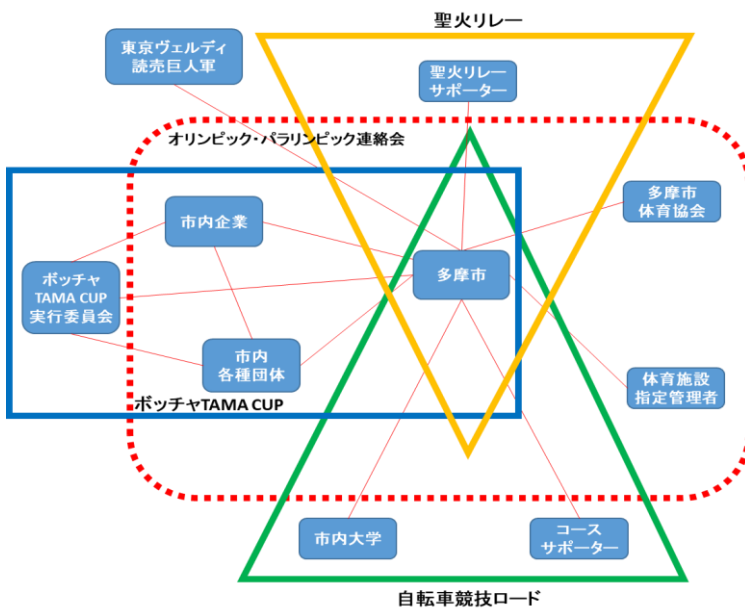 聖火リレー
東京ヴェルディ
読売巨人軍
聖火リレー
サポーター
オリンピック・パラリンピック連絡会
市内企業
多摩市
体育協会
ボッチャ
TAMA CUP
実行委員会
多摩市
市内
各種団体
体育施設
指定管理者
ボッチャTAMA CUP
市内大学
コース
サポーター
自転車競技ロード